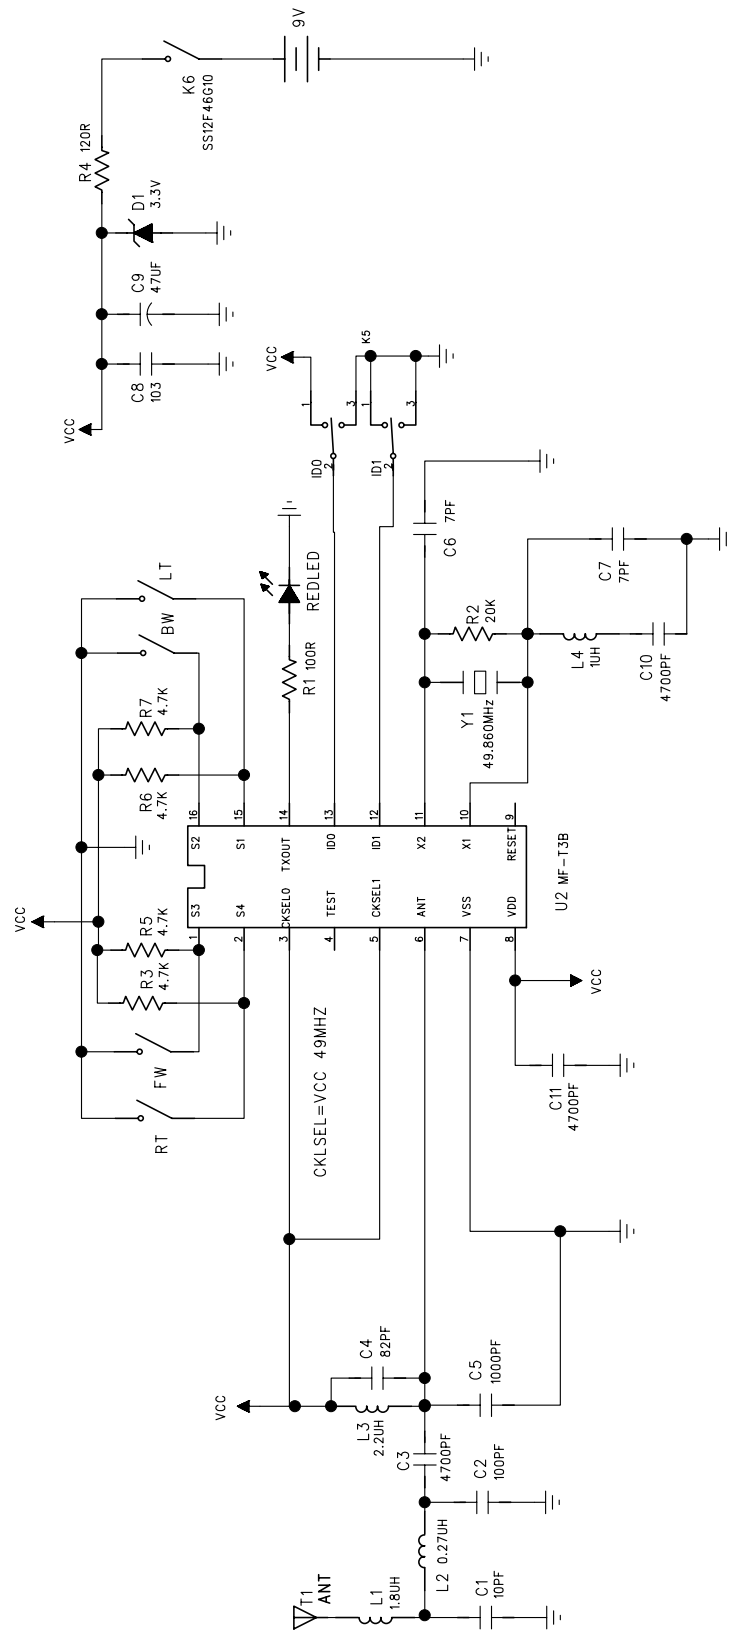 9V
K6
SS12F46G10
R4 120R
D1
3.3V
C9
47UF
C8
103
VCC
VCC
K5
1
3
1
3
ID0
2
ID1
2
LT
BW
REDLED
R1 100R
C6 7PF
R2
20K
C7
7PF
L4
1UH
C10
4700PF
Y1
49.860MHz
R7
4.7K
R6
4.7K
VCC
R5
4.7K
R3
4.7K
FW
RT
16
15
14
13
12
11
10
9
S2
S1
TXOUT
ID0
ID1
X2
X1
RESET
S3
S4
CKSEL0
TEST
CKSEL1
ANT
VSS
VDD
1
2
3
4
5
6
7
8
U2 MF-T3B
VCC
C11
4700PF
CKLSEL=VCC 49MHZ
VCC
C4
82PF
L3
2.2UH
C5
1000PF
C3
4700PF
C2
100PF
L2 0.27UH
T1
ANT
L1
1.8UH
C1
10PF